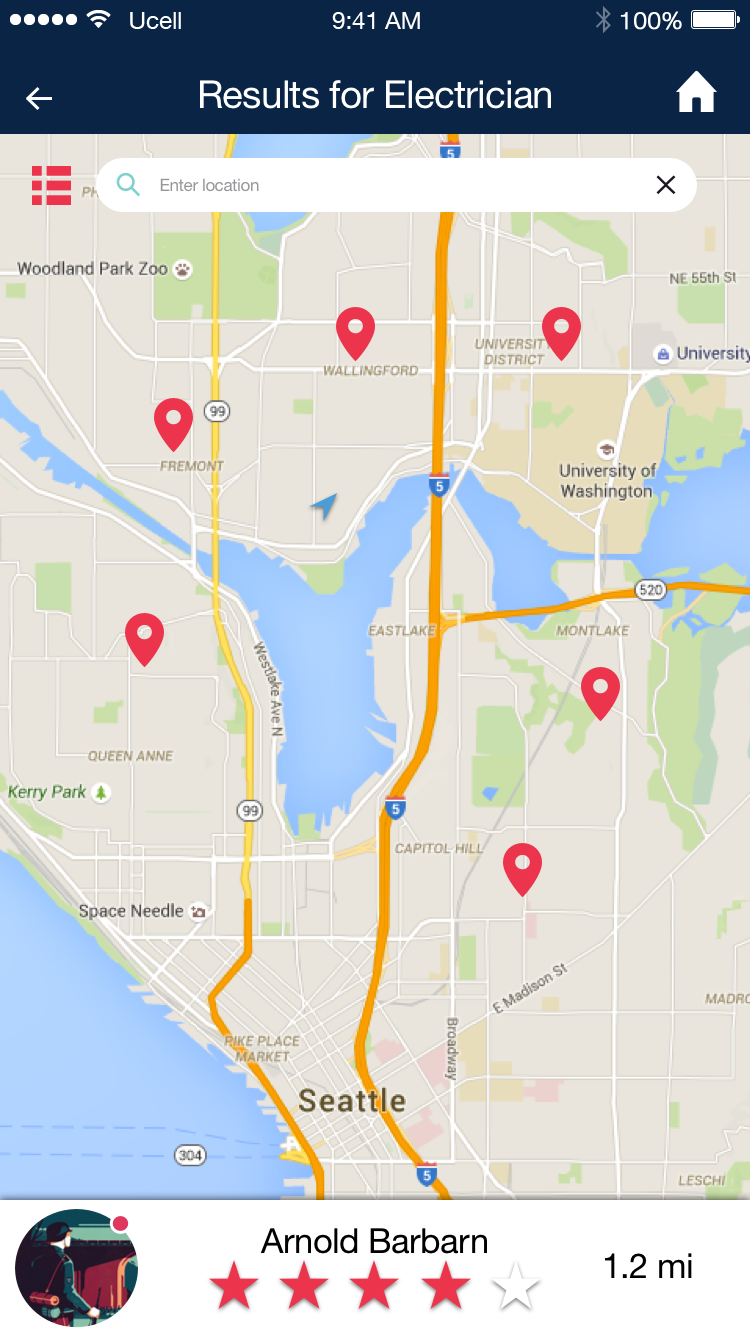 Ucell 9:41 AM 100%
Results for Electrician
5
Enter location
Woodland Park Zoo
NE 55th St
UNIVERSIT
DISTRICT
University
WALLINGFORD
99
FREMONT
University of
Washington
5
520
EASTLAKE
MONTLAKE
Westlake Ave N
QUEEN ANNE
Kerry Park
99
5
CAPITOL HILL
Space Needle
E Madison St
MADRO
Broadway
PIKE PLACE
MARKET
Seattle
304
5
LESCHI
Arnold Barbarn
1.2 mi